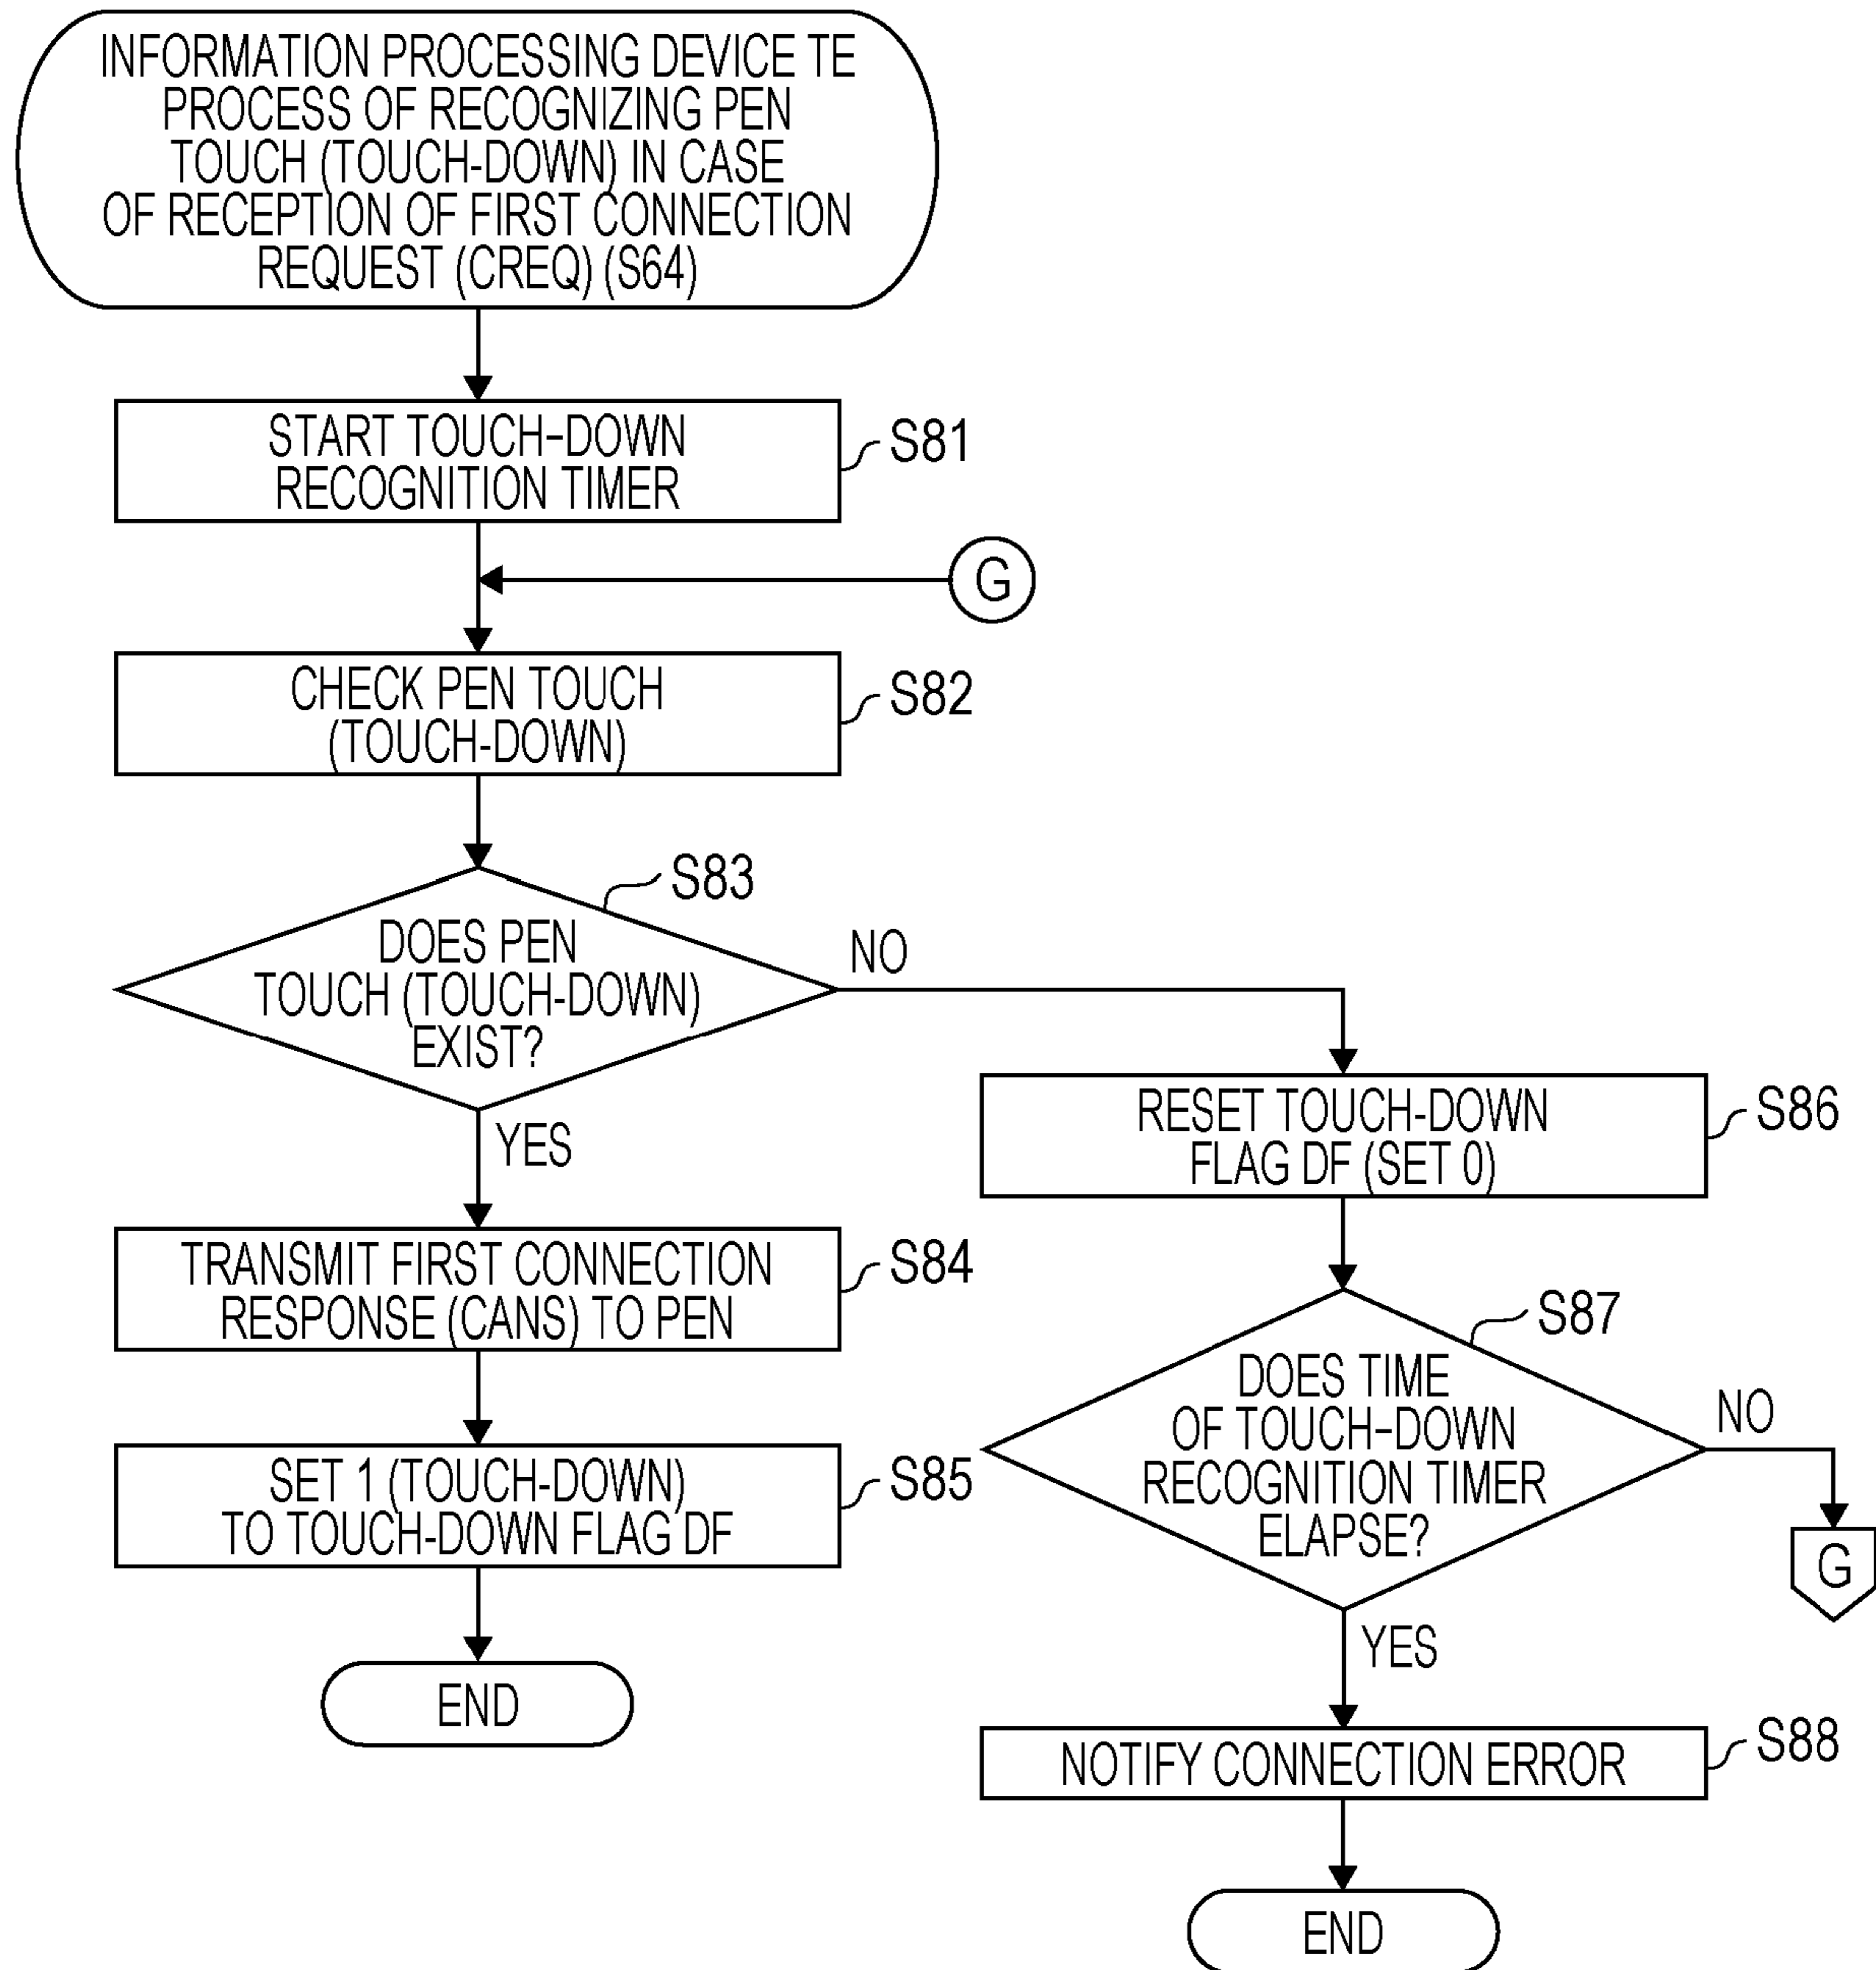 INFORMATION PROCESSING DEVICE TE
PROCESS OF RECOGNIZING PEN
TOUCH (TOUCH-DOWN) IN CASE
OF RECEPTION OF FIRST CONNECTION
REQUEST (CREQ) (S64)
START TOUCH-DOWN
RECOGNITION TIMER
S81
G
CHECK PEN TOUCH
(TOUCH-DOWN)
S82
DOES PEN
TOUCH (TOUCH-DOWN)
EXIST?
S83
NO
YES
TRANSMIT FIRST CONNECTION
RESPONSE (CANS) TO PEN
S84
SET 1 (TOUCH-DOWN)
TO TOUCH-DOWN FLAG DF
S85
END
RESET TOUCH-DOWN
FLAG DF (SET 0)
S86
DOES TIME
OF TOUCH-DOWN
RECOGNITION TIMER
ELAPSE?
S87
NO
G
YES
NOTIFY CONNECTION ERROR
S88
END